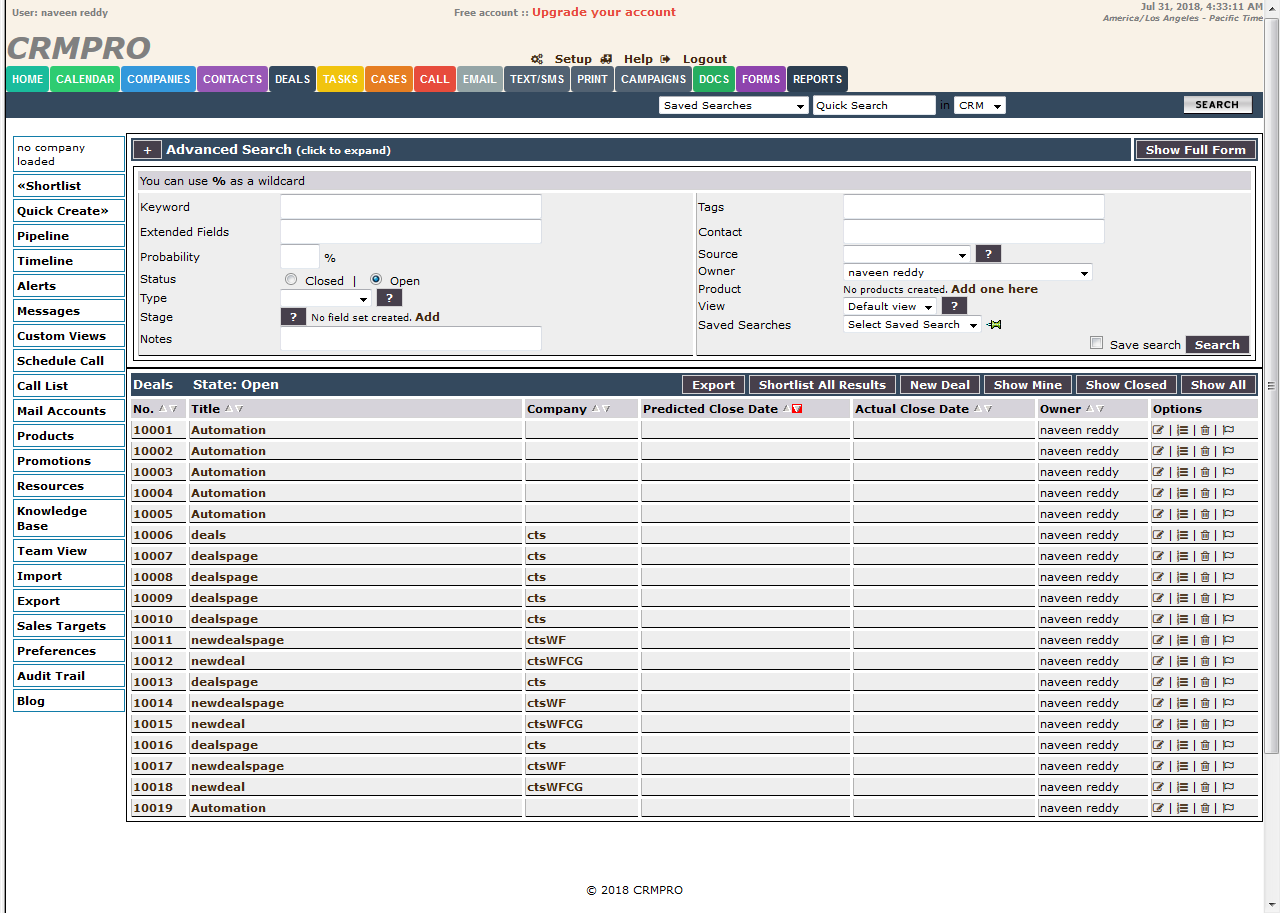 User: naveen reddy
Free account :: Upgrade your account
Jul 31, 2018, 4:33:11 AM
America/Los Angeles - Pacific Time
CRMPRO
Setup Help Logout
HOME CALENDAR COMPANIES CONTACTS DEALS TASKS CASES CALL EMAIL TEXT/SMS PRINT CAMPAIGNS DOCS FORMS REPORTS
Saved Searches Quick Search in CRM SEARCH
no company
loaded
«Shortlist
Quick Create»
Pipeline
Timeline
Alerts
Messages
Custom Views
Schedule Call
Call List
Mail Accounts
Products
Promotions
Resources
Knowledge
Base
Team View
Import
Export
Sales Targets
Preferences
Audit Trail
Blog
+ Advanced Search (click to expand) Show Full Form
You can use % as a wildcard
Keyword
Extended Fields
Probability %
Status Closed | Open
Type ?
Stage ? No field set created. Add
Notes
Tags
Contact
Source ?
Owner naveen reddy
Product No products created. Add one here
View Default view ?
Saved Searches Select Saved Search
Save search Search
Deals State: Open Export Shortlist All Results New Deal Show Mine Show Closed Show All
No. Title Company Predicted Close Date Actual Close Date Owner Options
10001 Automation naveen reddy | | |
10002 Automation naveen reddy | | |
10003 Automation naveen reddy | | |
10004 Automation naveen reddy | | |
10005 Automation naveen reddy | | |
10006 deals cts naveen reddy | | |
10007 dealspage cts naveen reddy | | |
10008 dealspage cts naveen reddy | | |
10009 dealspage cts naveen reddy | | |
10010 dealspage cts naveen reddy | | |
10011 newdealspage ctsWF naveen reddy | | |
10012 newdeal ctsWFCG naveen reddy | | |
10013 dealspage cts naveen reddy | | |
10014 newdealspage ctsWF naveen reddy | | |
10015 newdeal ctsWFCG naveen reddy | | |
10016 dealspage cts naveen reddy | | |
10017 newdealspage ctsWF naveen reddy | | |
10018 newdeal ctsWFCG naveen reddy | | |
10019 Automation naveen reddy | | |
© 2018 CRMPRO